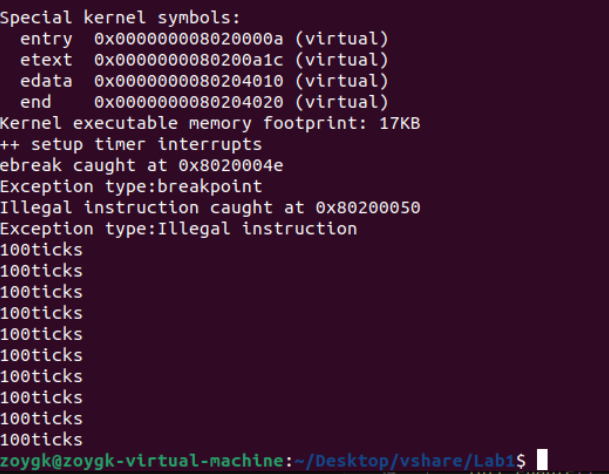 Special kernel symbols:
  entry  0x000000008020000a (virtual)
  etext  0x0000000080200a1c (virtual)
  edata  0x0000000080204010 (virtual)
  end    0x0000000080204020 (virtual)
Kernel executable memory footprint: 17KB
++ setup timer interrupts
ebreak caught at 0x8020004e
Exception type:breakpoint
Illegal instruction caught at 0x80200050
Exception type:Illegal instruction
100ticks
100ticks
100ticks
100ticks
100ticks
100ticks
100ticks
100ticks
100ticks
100ticks
zoygk@zoygk-virtual-machine:~/Desktop/vshare/Lab1$